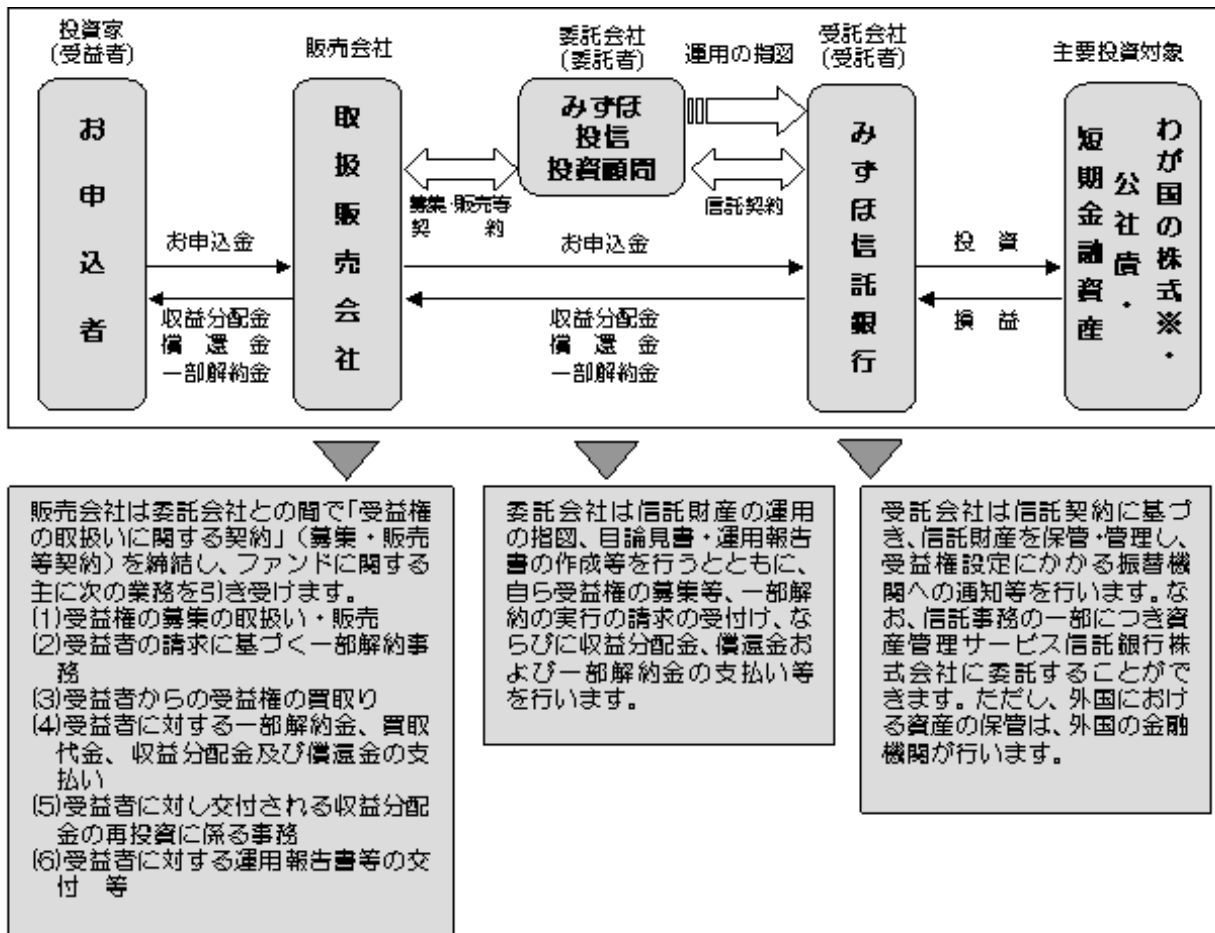 投資家
(受益者)
販売会社
委託会社
(委託者)
運用の指図
受託会社
(受託者)
主要投資対象
お申込者
取扱販売会社
みずほ
投信
投資顧問
みずほ信託銀行
わが国の株式※・
公社債・
短期金融資産
募集・販売等
契　　約
信託契約
お申込金
お申込金
投　資
収益分配金
償　還　金
一部解約金
収益分配金
償　還　金
一部解約金
損　益
販売会社は委託会社との間で「受益権
の取扱いに関する契約」（募集・販売
等契約）を締結し、ファンドに関する
主に次の業務を引き受けます。
(1)受益権の募集の取扱い・販売
(2)受益者の請求に基づく一部解約事
務
(3)受益者からの受益権の買取り
(4)受益者に対する一部解約金、買取
代金、収益分配金及び償還金の支
払い
(5)受益者に対し交付される収益分配
金の再投資に係る事務
(6)受益者に対する運用報告書等の交
付　等
委託会社は信託財産の運用
の指図、目論見書・運用報告
書の作成等を行うとともに、
自ら受益権の募集等、一部解
約の実行の請求の受付け、な
らびに収益分配金、償還金お
よび一部解約金の支払い等
を行います。
受託会社は信託契約に基づ
き、信託財産を保管・管理し、
受益権設定にかかる振替機
関への通知等を行います。な
お、信託事務の一部につき資
産管理サービス信託銀行株
式会社に委託することがで
きます。ただし、外国におけ
る資産の保管は、外国の金融
機関が行います。